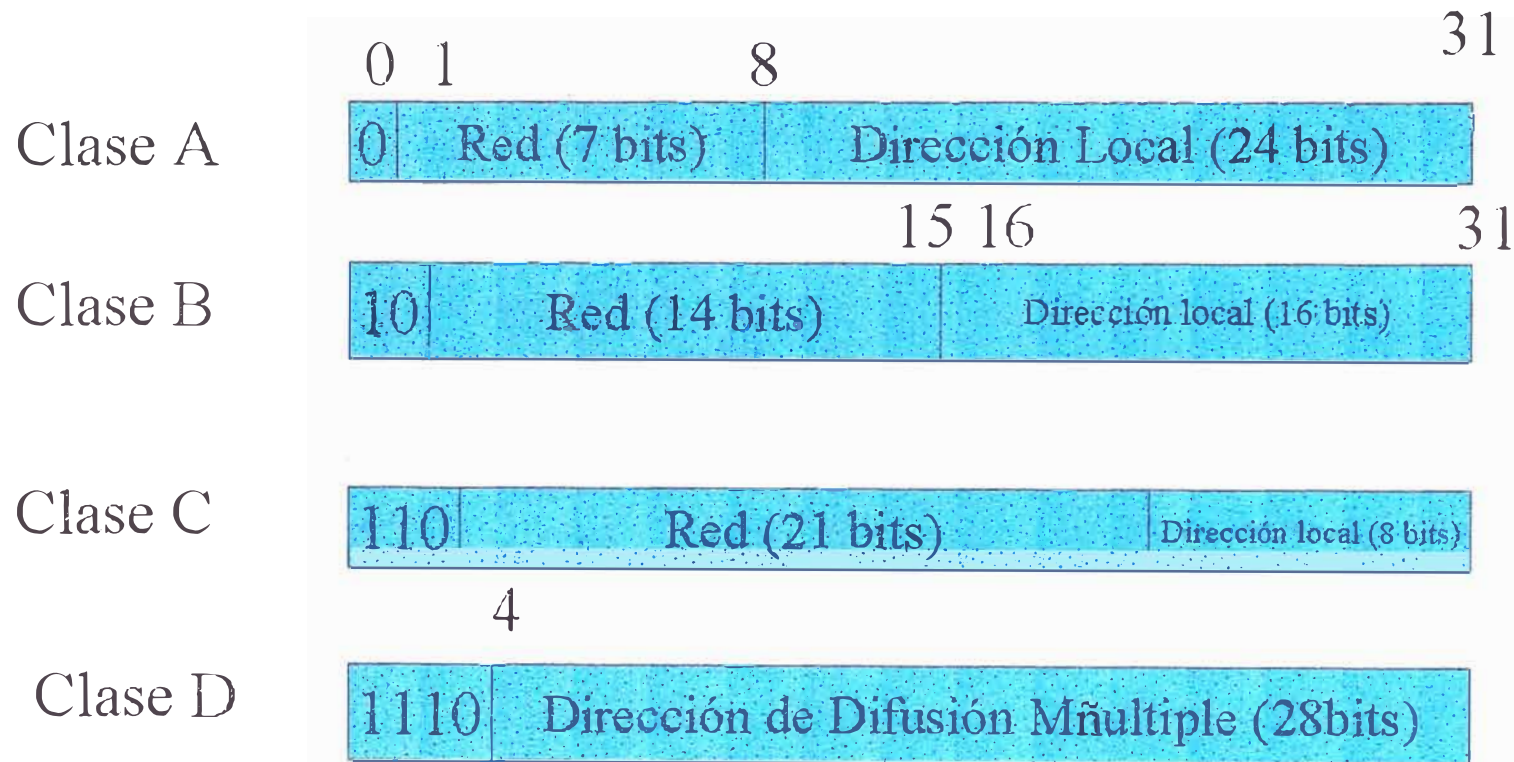 0 1 8 31
Clase A 0 Red (7 bits) Dirección Local (24 bits)
15 16 31
Clase B 10 Red (14 bits) Dirección local (16 bits)
Clase C 110 Red (21 bits) Dirección local (8 bits)
4
Clase D 1110 Dirección de Difusión Mñultiple (28bits)